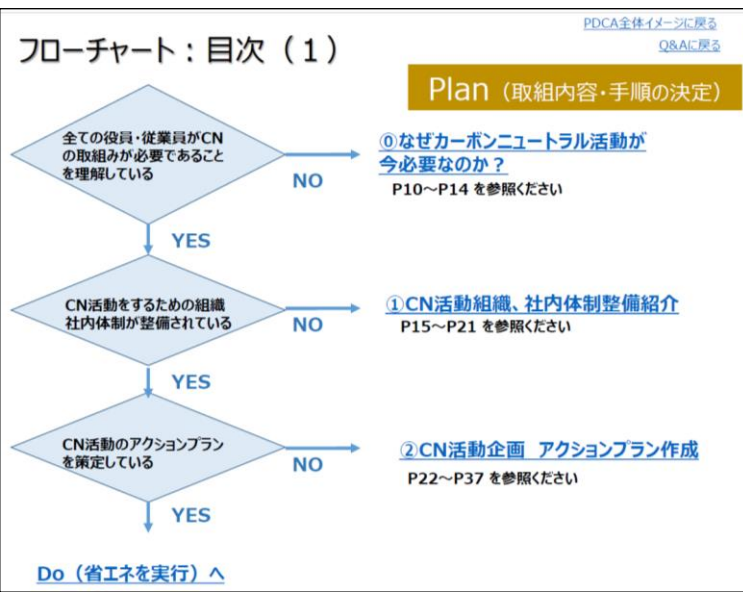 PDCA全体イメージに戻る
Q&Aに戻る
フローチャート：目次（１）
Plan（取組内容・手順の決定）
全ての役員・従業員がCN
の取組みが必要であること
を理解している
NO
⓪なぜカーボンニュートラル活動が
今必要なのか？
P10～P14 を参照ください
YES
CN活動をするための組織
社内体制が整備されている
NO
①CN活動組織、社内体制整備紹介
P15～P21 を参照ください
YES
CN活動のアクションプラン
を策定している
NO
②CN活動企画　アクションプラン作成
P22～P37 を参照ください
YES
Do（省エネを実行）へ